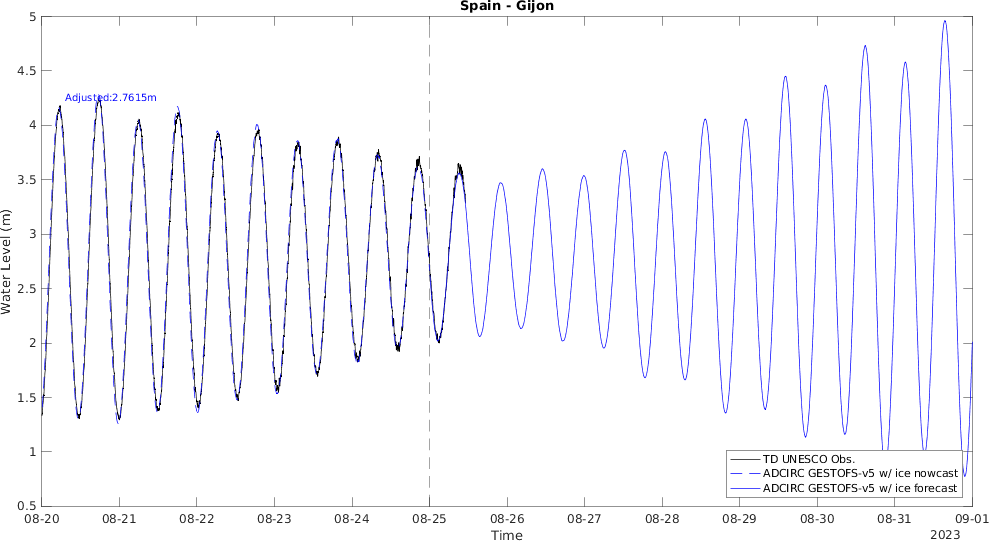 Spain - Gijon
Adjusted:2.7615m
Water Level (m)
5
4.5
4
3.5
3
2.5
2
1.5
1
0.5
TD UNESCO Obs.
ADCIRC GESTOFS-v5 w/ ice nowcast
ADCIRC GESTOFS-v5 w/ ice forecast
08-20 08-21 08-22 08-23 08-24 08-25 08-26 08-27 08-28 08-29 08-30 08-31 09-01
Time
2023